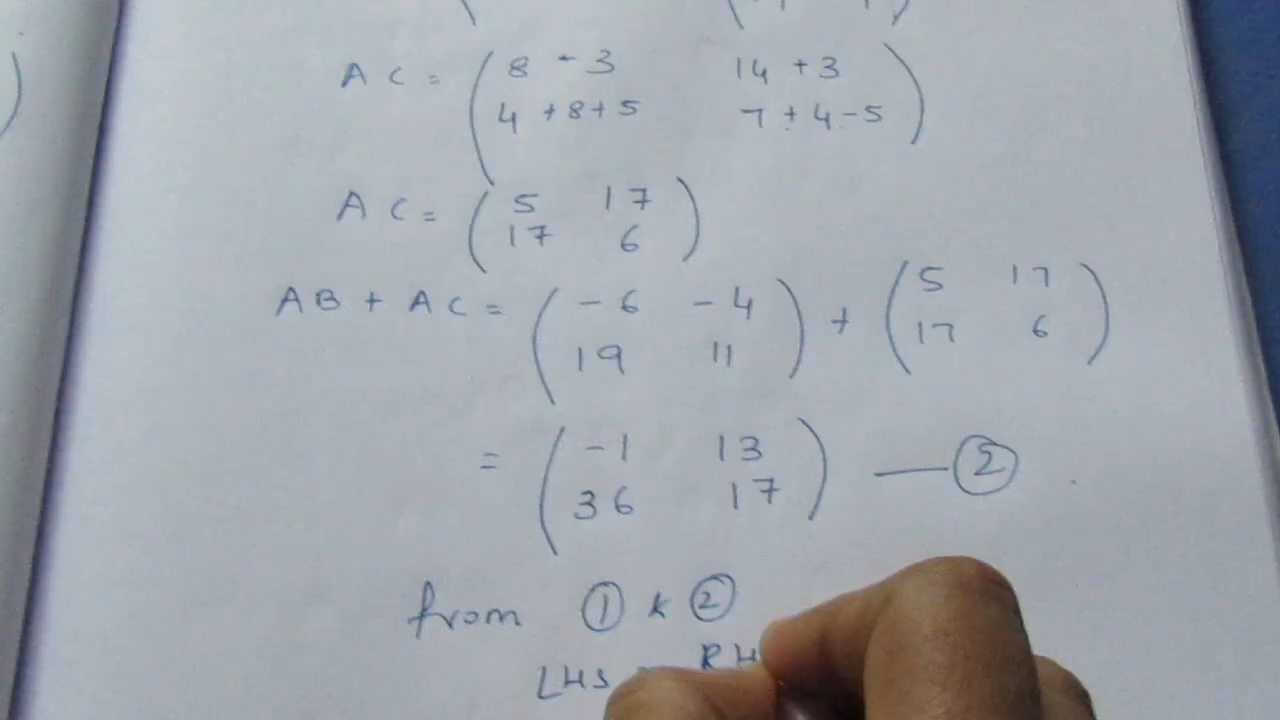 AC = ( 8 - 3 14 + 3 )
4 + 8 + 5 7 + 4 - 5
AC = ( 5 17 )
17 6
AB + AC = ( -6 -4 ) + ( 5 17 )
19 11 17 6
= ( -1 13 ) — ②
36 17
from ① & ②
LHS = RH